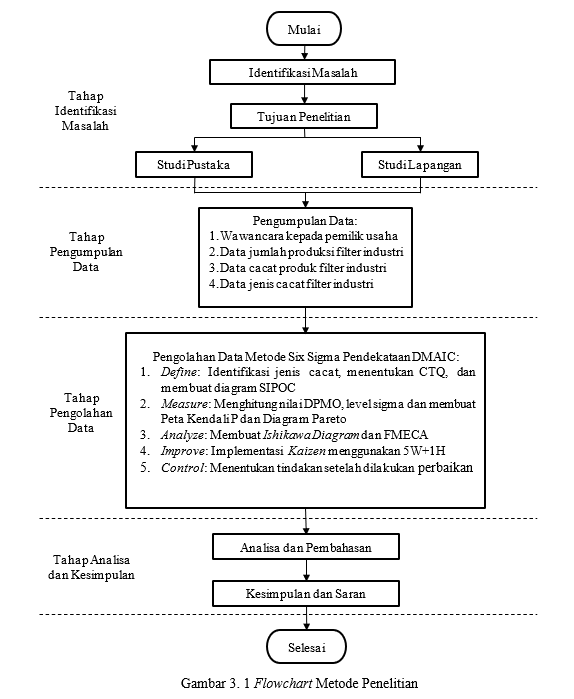 Mulai
Identifikasi Masalah
Tahap
Identifikasi
Masalah
Tujuan Penelitian
Studi Pustaka
Studi Lapangan
Tahap
Pengumpulan
Data
Pengumpulan Data:
1. Wawancara kepada pemilik usaha
2. Data jumlah produksi filter industri
3. Data cacat produk filter industri
4. Data jenis cacat filter industri
Tahap
Pengolahan
Data
Pengolahan Data Metode Six Sigma Pendekataan DMAIC:
1. Define: Identifikasi jenis cacat, menentukan CTQ, dan
membuat diagram SIPOC
2. Measure: Menghitung nilai DPMO, level sigma dan membuat
Peta Kendali P dan Diagram Pareto
3. Analyze: Membuat Ishikawa Diagram dan FMECA
4. Improve: Implementasi Kaizen menggunakan 5W+1H
5. Control: Menentukan tindakan setelah dilakukan perbaikan
Tahap Analisa
dan Kesimpulan
Analisa dan Pembahasan
Kesimpulan dan Saran
Selesai
Gambar 3. 1 Flowchart Metode Penelitian